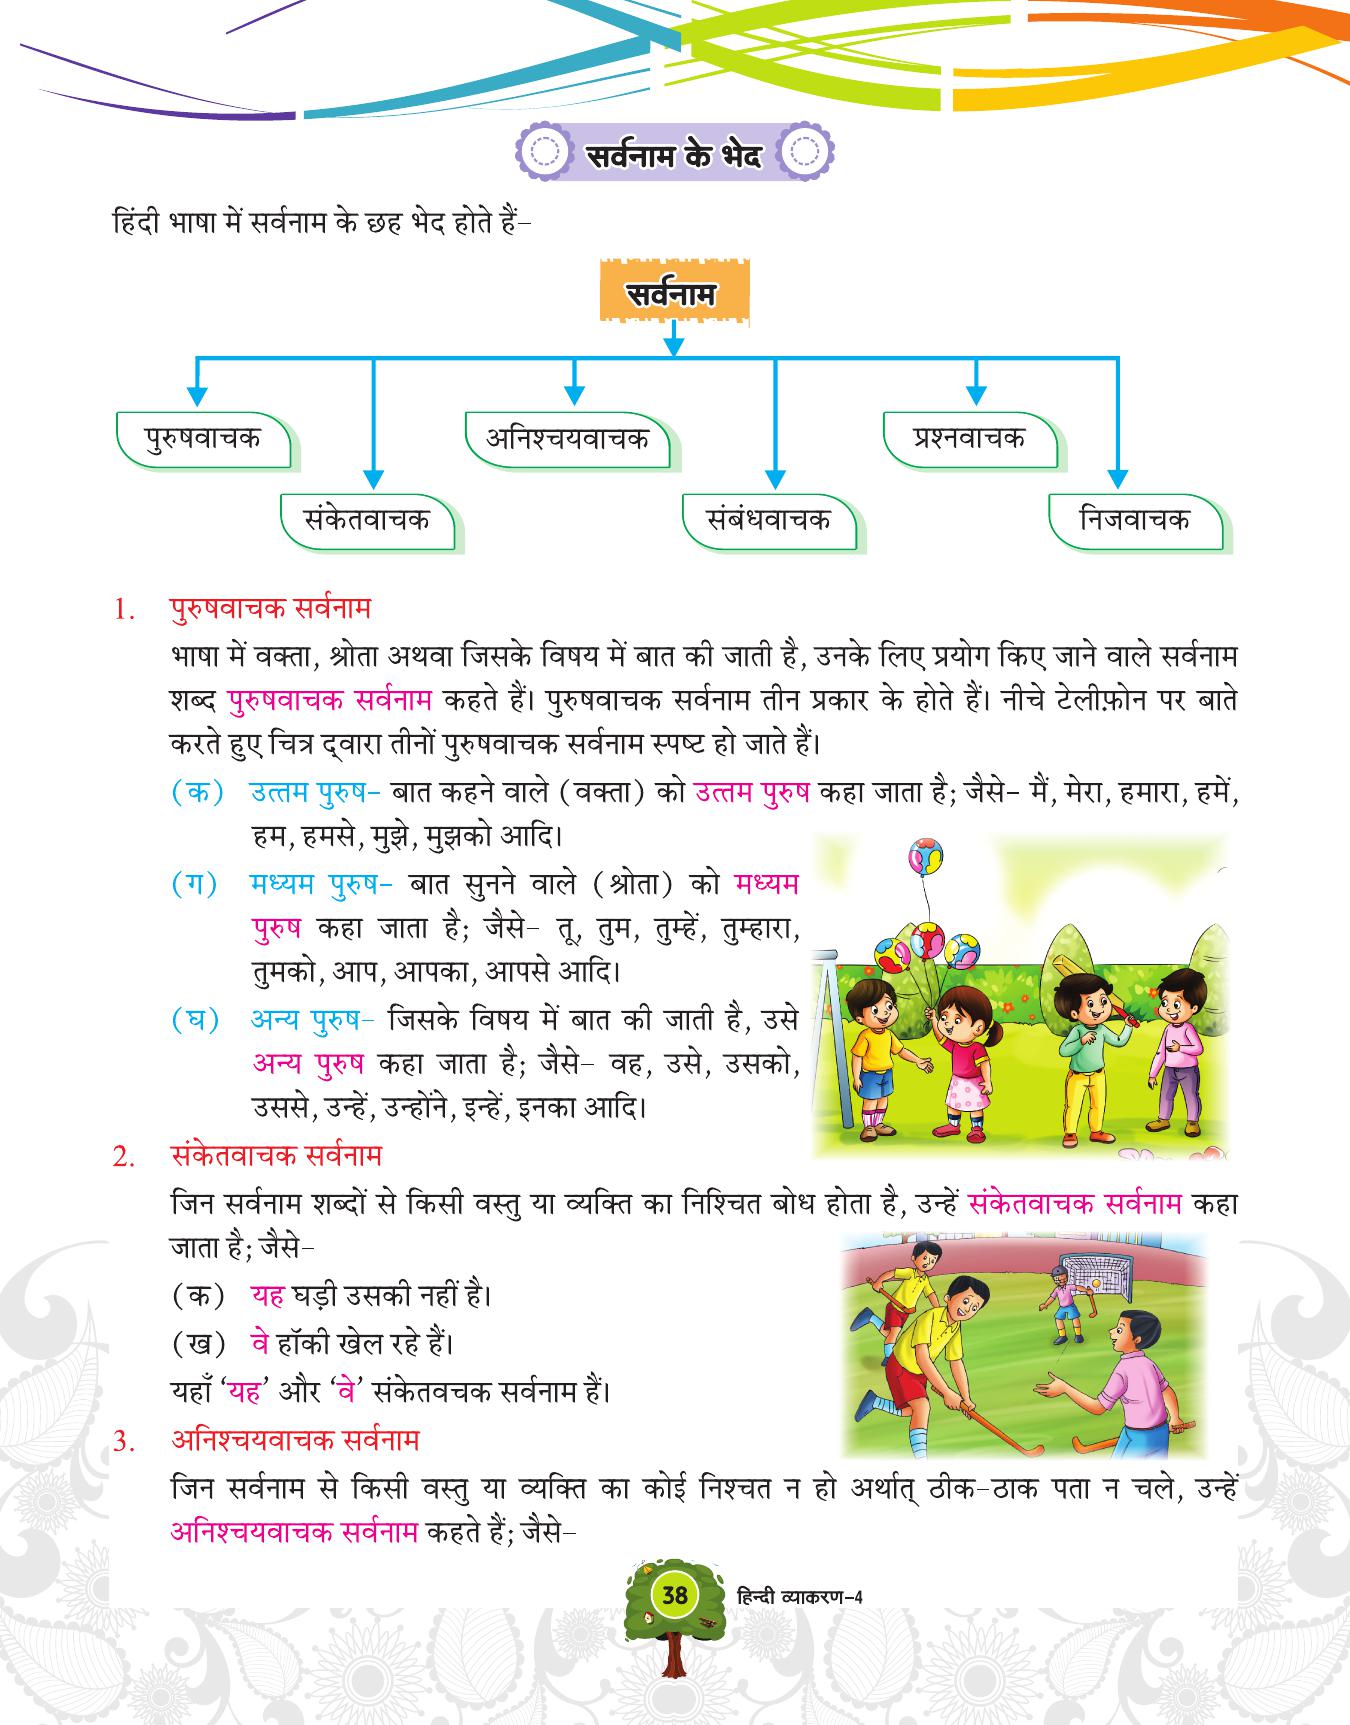 सर्वनाम के भेद
हिंदी भाषा में सर्वनाम के छह भेद होते हैं–
सर्वनाम
पुरुषवाचक
अनिश्चयवाचक
प्रश्नवाचक
संकेतवाचक
संबंधवाचक
निजवाचक
1. पुरुषवाचक सर्वनाम
भाषा में वक्ता, श्रोता अथवा जिसके विषय में बात की जाती है, उनके लिए प्रयोग किए जाने वाले सर्वनाम
शब्द पुरुषवाचक सर्वनाम कहते हैं। पुरुषवाचक सर्वनाम तीन प्रकार के होते हैं। नीचे टेलीफ़ोन पर बाते
करते हुए चित्र द्वारा तीनों पुरुषवाचक सर्वनाम स्पष्ट हो जाते हैं।
(क) उत्तम पुरुष– बात कहने वाले (वक्ता) को उत्तम पुरुष कहा जाता है; जैसे– मैं, मेरा, हमारा, हमें,
हम, हमसे, मुझे, मुझको आदि।
(ग) मध्यम पुरुष– बात सुनने वाले (श्रोता) को मध्यम
पुरुष कहा जाता है; जैसे– तू, तुम, तुम्हें, तुम्हारा,
तुमको, आप, आपका, आपसे आदि।
(घ) अन्य पुरुष– जिसके विषय में बात की जाती है, उसे
अन्य पुरुष कहा जाता है; जैसे– वह, उसे, उसको,
उससे, उन्हें, उन्होंने, इन्हें, इनका आदि।
2. संकेतवाचक सर्वनाम
जिन सर्वनाम शब्दों से किसी वस्तु या व्यक्ति का निश्चित बोध होता है, उन्हें संकेतवाचक सर्वनाम कहा
जाता है; जैसे–
(क) यह घड़ी उसकी नहीं है।
(ख) वे हॉकी खेल रहे हैं।
यहाँ ‘यह’ और ‘वे’ संकेतवचक सर्वनाम हैं।
3. अनिश्चयवाचक सर्वनाम
जिन सर्वनाम से किसी वस्तु या व्यक्ति का कोई निश्चत न हो अर्थात् ठीक–ठाक पता न चले, उन्हें
अनिश्चयवाचक सर्वनाम कहते हैं; जैसे–
38 हिन्दी व्याकरण–4